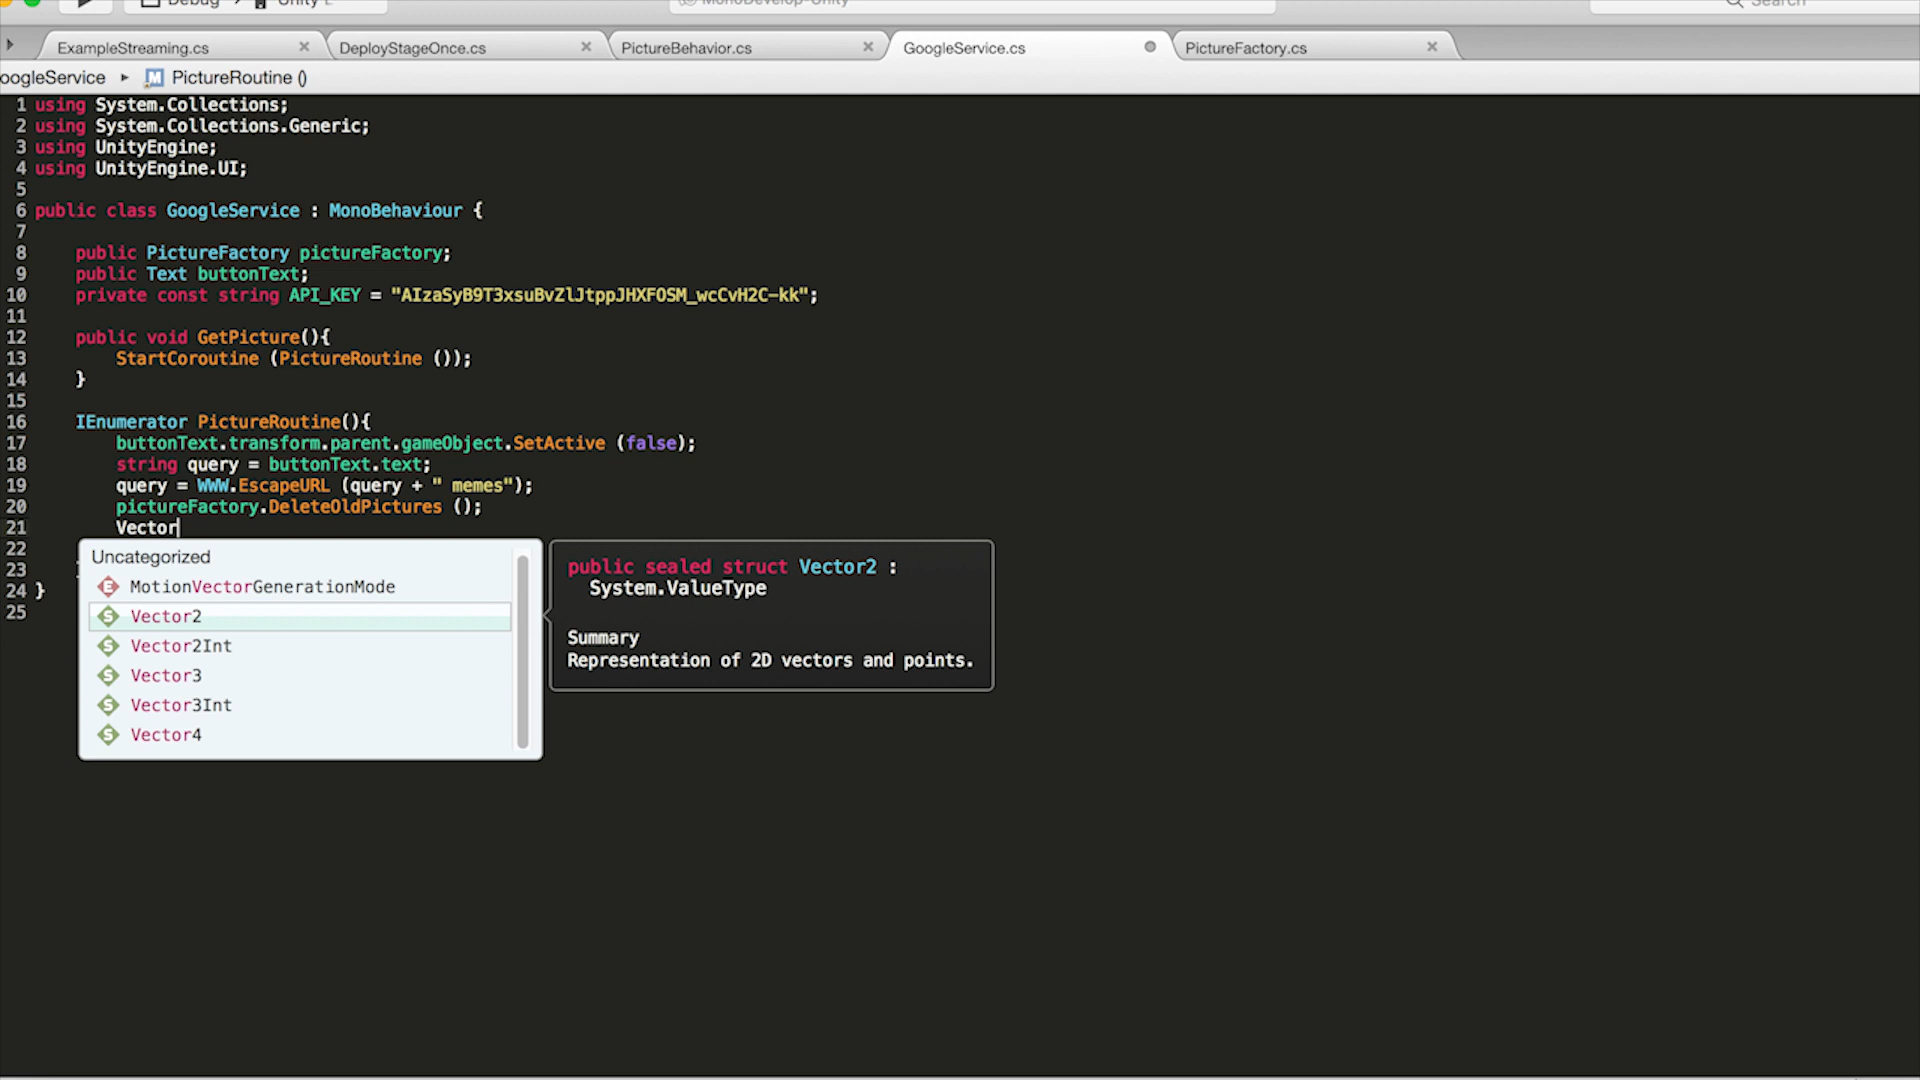 Debug
Unity
MonoDevelop-Unity
Search
ExampleStreaming.cs
DeployStageOnce.cs
PictureBehavior.cs
GoogleService.cs
PictureFactory.cs
oogleService ▸ PictureRoutine ()
1 using System.Collections;
2 using System.Collections.Generic;
3 using UnityEngine;
4 using UnityEngine.UI;
5
6 public class GoogleService : MonoBehaviour {
7
8 public PictureFactory pictureFactory;
9 public Text buttonText;
10 private const string API_KEY = "AIzaSyB9T3xsuBvZlJtppJHXFOSM_wcCvH2C-kk";
11
12 public void GetPicture(){
13 StartCoroutine (PictureRoutine ());
14 }
15
16 IEnumerator PictureRoutine(){
17 buttonText.transform.parent.gameObject.SetActive (false);
18 string query = buttonText.text;
19 query = WWW.EscapeURL (query + " memes");
20 pictureFactory.DeleteOldPictures ();
21 Vector
22
23
24 }
25
Uncategorized
E MotionVectorGenerationMode
S Vector2
S Vector2Int
S Vector3
S Vector3Int
S Vector4
public sealed struct Vector2 :
System.ValueType
Summary
Representation of 2D vectors and points.